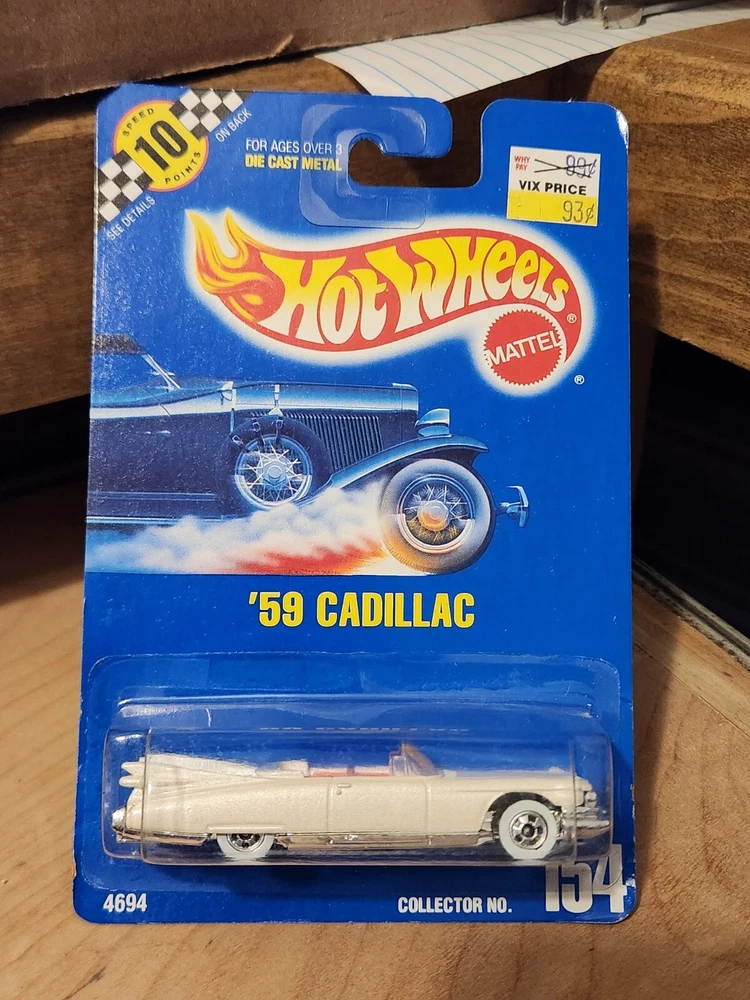 SPEED
10
POINTS
ON BACK
SEE DETAILS
FOR AGES OVER 3
DIE CAST METAL
WHY
PAY
99¢
VIX PRICE
93¢
HOT WHEELS
®
MATTEL
®
'59 CADILLAC
4694
COLLECTOR NO.
154